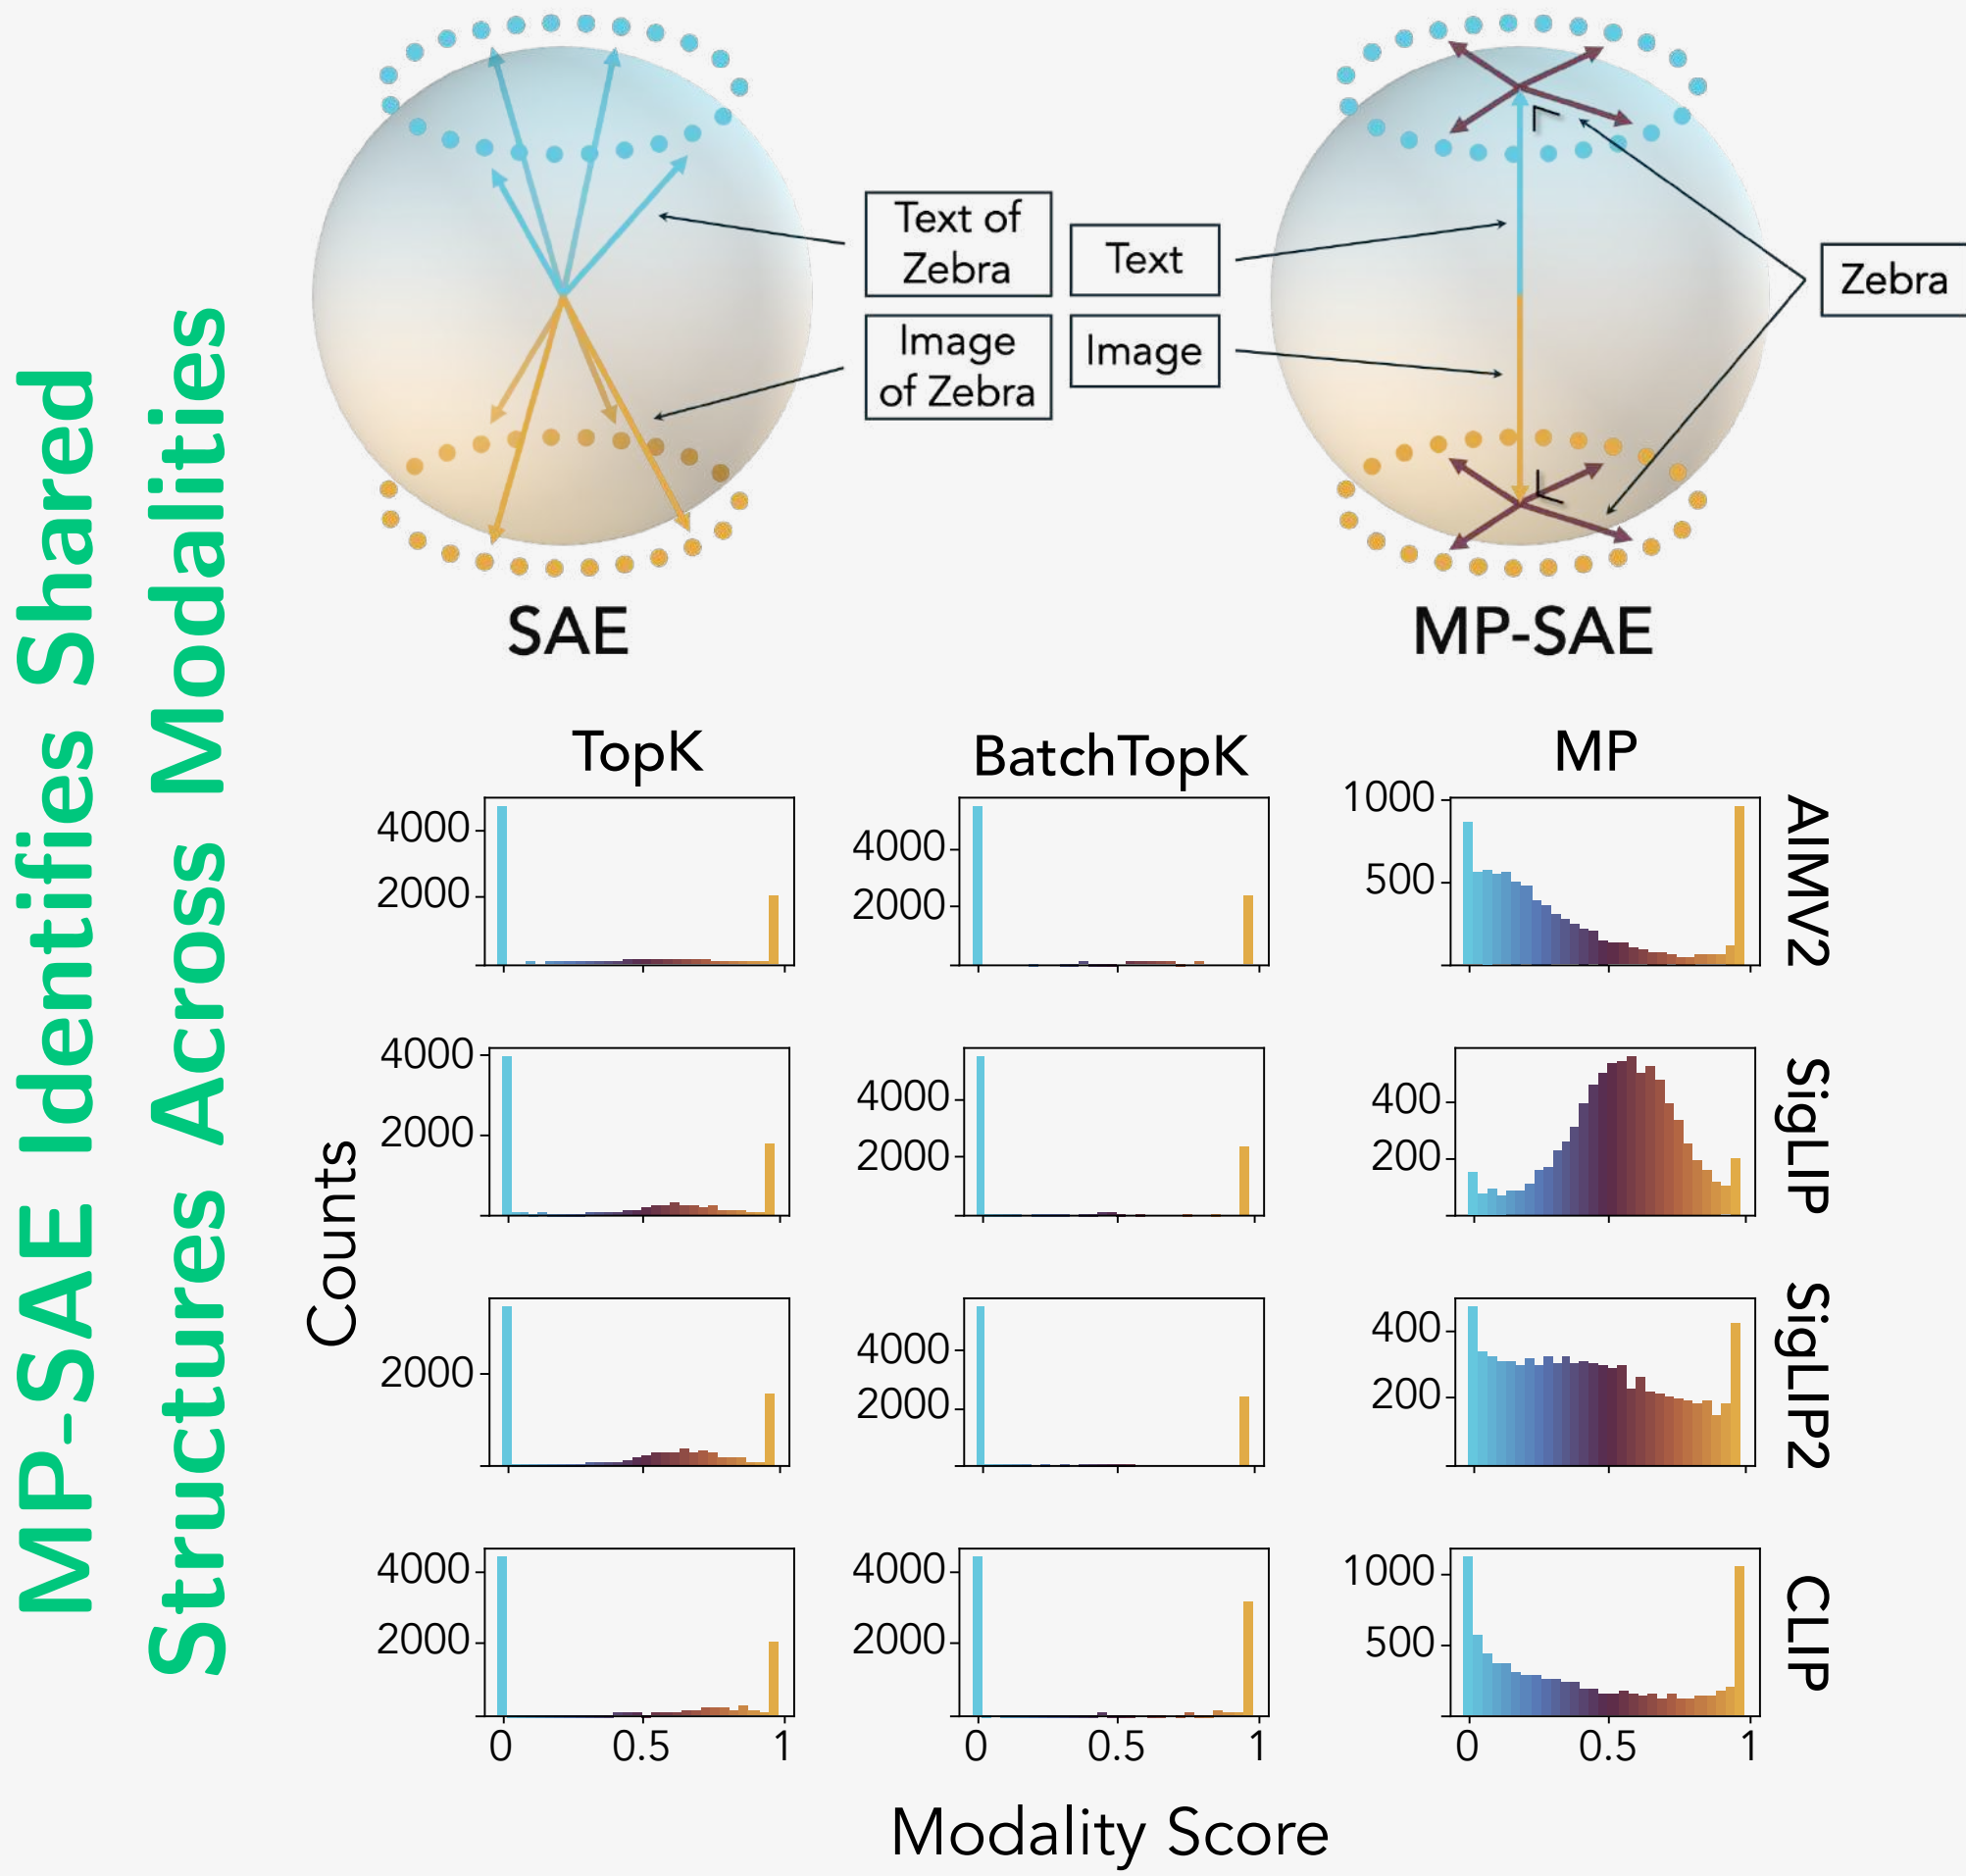 MP-SAE Identifies Shared
Structures Across Modalities
Text of
Zebra
Image
of Zebra
Text
Image
Zebra
SAE
MP-SAE
TopK
BatchTopK
MP
4000
2000
4000
2000
1000
500
AIMV2
4000
2000
4000
2000
400
200
SigLIP
Counts
2000
4000
2000
400
200
SigLIP2
4000
2000
4000
2000
1000
500
CLIP
0 0.5 1
0 0.5 1
0 0.5 1
Modality Score